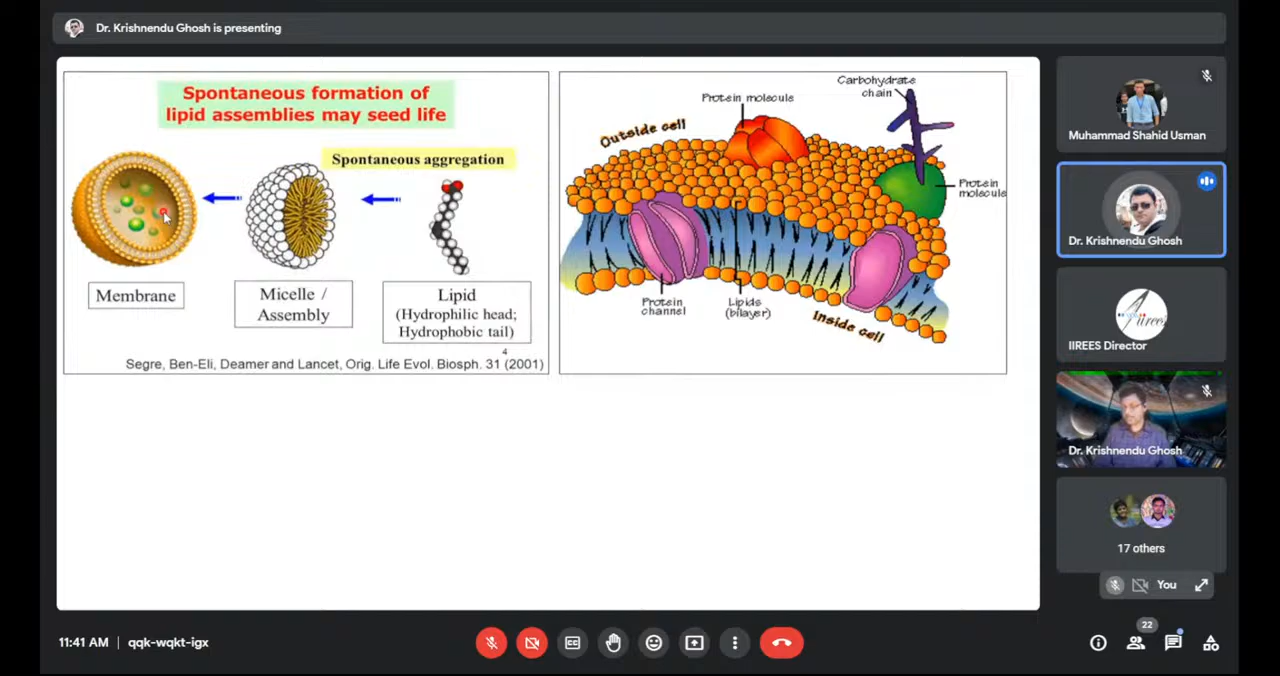 Dr. Krishnendu Ghosh is presenting
Spontaneous formation of
lipid assemblies may seed life
Spontaneous aggregation
Membrane
Micelle /
Assembly
Lipid
(Hydrophilic head;
Hydrophobic tail)
4
Segre, Ben-Eli, Deamer and Lancet, Orig. Life Evol. Biosph. 31 (2001)
Carbohydrate
chain
Protein molecule
Outside cell
Protein
molecule
Protein
channel
Lipids
(bilayer)
Inside cell
Muhammad Shahid Usman
Dr. Krishnendu Ghosh
IIREES Director
Dr. Krishnendu Ghosh
17 others
You
11:41 AM | qqk-wqkt-igx
22